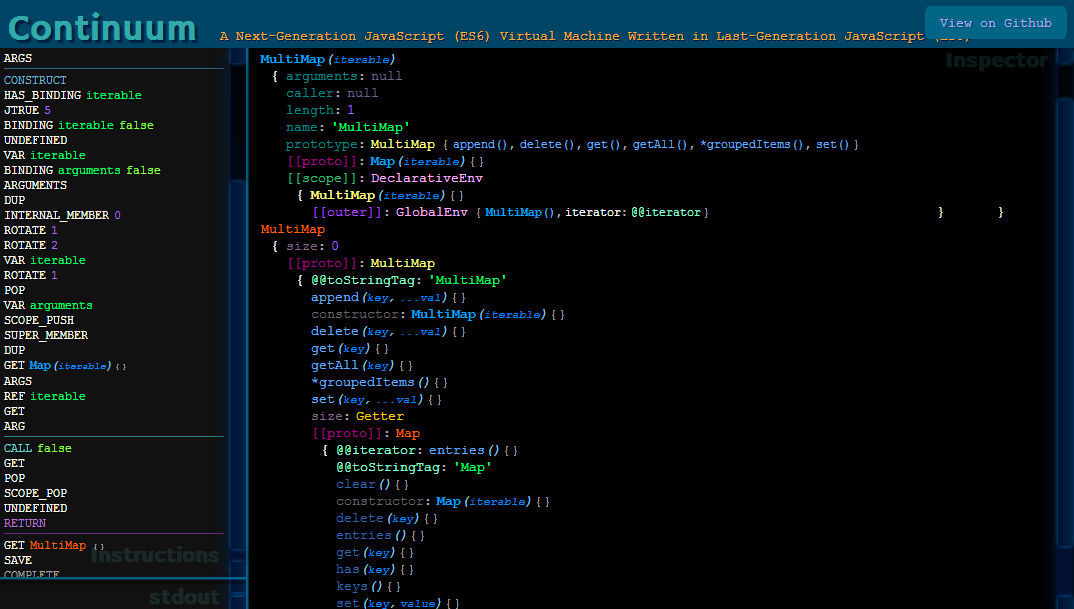 Continuum
A Next-Generation JavaScript (ES6) Virtual Machine Written in Last-Generation JavaScript
View on Github
ARGS
CONSTRUCT
HAS_BINDING iterable
JTRUE 5
BINDING iterable false
UNDEFINED
VAR iterable
BINDING arguments false
ARGUMENTS
DUP
INTERNAL_MEMBER 0
ROTATE 1
ROTATE 2
VAR iterable
ROTATE 1
POP
VAR arguments
SCOPE_PUSH
SUPER_MEMBER
DUP
GET Map(iterable){}
ARGS
REF iterable
GET
ARG
CALL false
GET
POP
SCOPE_POP
UNDEFINED
RETURN
GET MultiMap {}
SAVE
COMPLETE
Instructions
stdout
Inspector
MultiMap(iterable)
{ arguments: null
caller: null
length: 1
name: 'MultiMap'
prototype: MultiMap { append(), delete(), get(), getAll(), *groupedItems(), set() }
[[proto]]: Map(iterable) {}
[[scope]]: DeclarativeEnv
{ MultiMap(iterable) {}
[[outer]]: GlobalEnv { MultiMap(), iterator: @@iterator } } }
MultiMap
{ size: 0
[[proto]]: MultiMap
{ @@toStringTag: 'MultiMap'
append(key, ...val) {}
constructor: MultiMap(iterable) {}
delete(key, ...val) {}
get(key) {}
getAll(key) {}
*groupedItems() {}
set(key, ...val) {}
size: Getter
[[proto]]: Map
{ @@iterator: entries() {}
@@toStringTag: 'Map'
clear() {}
constructor: Map(iterable) {}
delete(key) {}
entries() {}
get(key) {}
has(key) {}
keys() {}
set(key, value) {}